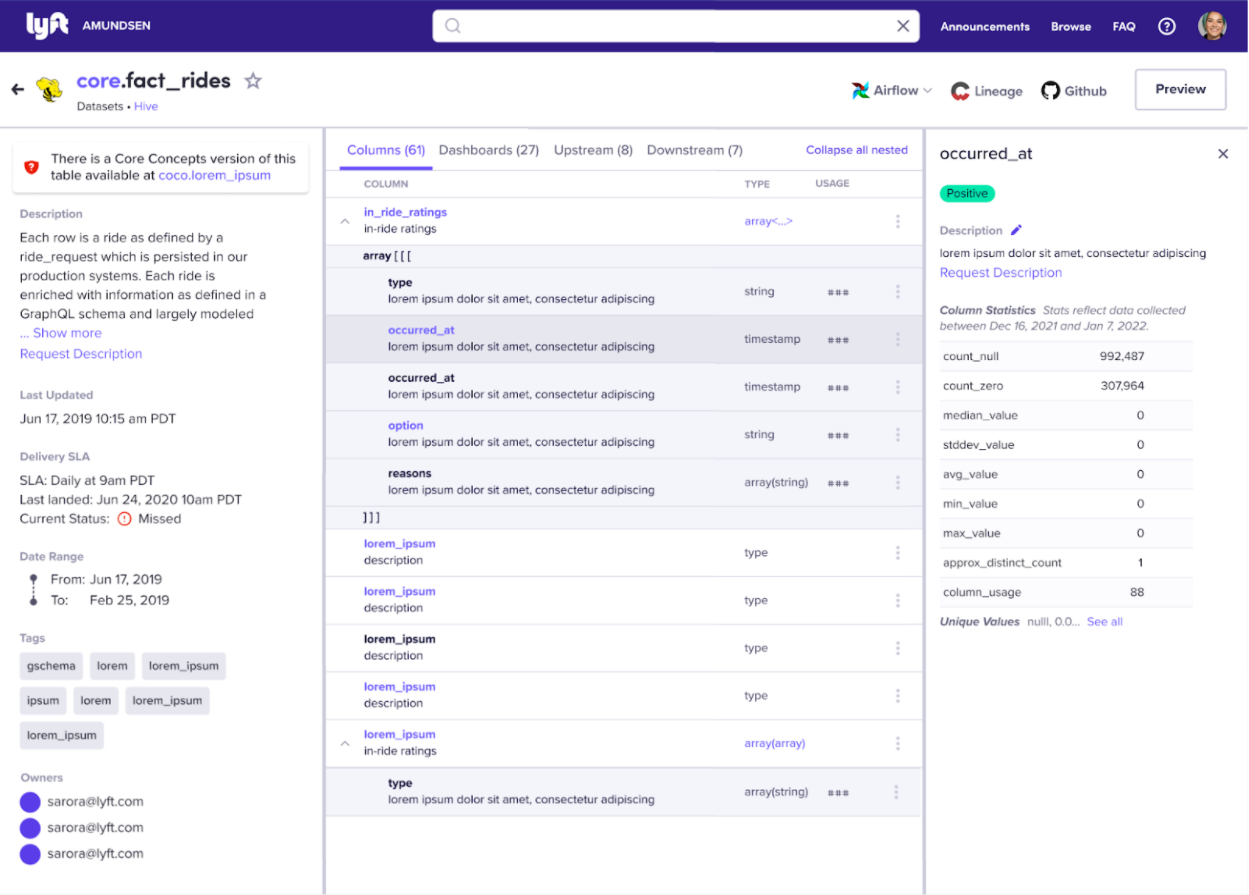 lyft AMUNDSEN
Announcements Browse FAQ ?
core.fact_rides
Datasets • Hive
Airflow Lineage Github Preview
There is a Core Concepts version of this
table available at coco.lorem_ipsum
Description
Each row is a ride as defined by a
ride_request which is persisted in our
production systems. Each ride is
enriched with information as defined in a
GraphQL schema and largely modeled
... Show more
Request Description
Last Updated
Jun 17, 2019 10:15 am PDT
Delivery SLA
SLA: Daily at 9am PDT
Last landed: Jun 24, 2020 10am PDT
Current Status: Missed
Date Range
From: Jun 17, 2019
To: Feb 25, 2019
Tags
gschema lorem lorem_ipsum
ipsum lorem lorem_ipsum
lorem_ipsum
Owners
sarora@lyft.com
sarora@lyft.com
sarora@lyft.com
Columns (61) Dashboards (27) Upstream (8) Downstream (7) Collapse all nested
COLUMN TYPE USAGE
in_ride_ratings
in-ride ratings
array<...>
array [ [ [
type
lorem ipsum dolor sit amet, consectetur adipiscing
string ###
occurred_at
lorem ipsum dolor sit amet, consectetur adipiscing
timestamp ###
occurred_at
lorem ipsum dolor sit amet, consectetur adipiscing
timestamp ###
option
lorem ipsum dolor sit amet, consectetur adipiscing
string ###
reasons
lorem ipsum dolor sit amet, consectetur adipiscing
array(string) ###
] ] ]
lorem_ipsum
description
type
lorem_ipsum
description
type
lorem_ipsum
description
type
lorem_ipsum
description
type
lorem_ipsum
in-ride ratings
array(array)
type
lorem ipsum dolor sit amet, consectetur adipiscing
array(string) ###
occurred_at
Positive
Description
lorem ipsum dolor sit amet, consectetur adipiscing
Request Description
Column Statistics Stats reflect data collected
between Dec 16, 2021 and Jan 7, 2022.
count_null 992,487
count_zero 307,964
median_value 0
stddev_value 0
avg_value 0
min_value 0
max_value 0
approx_distinct_count 1
column_usage 88
Unique Values nulll, 0.0... See all